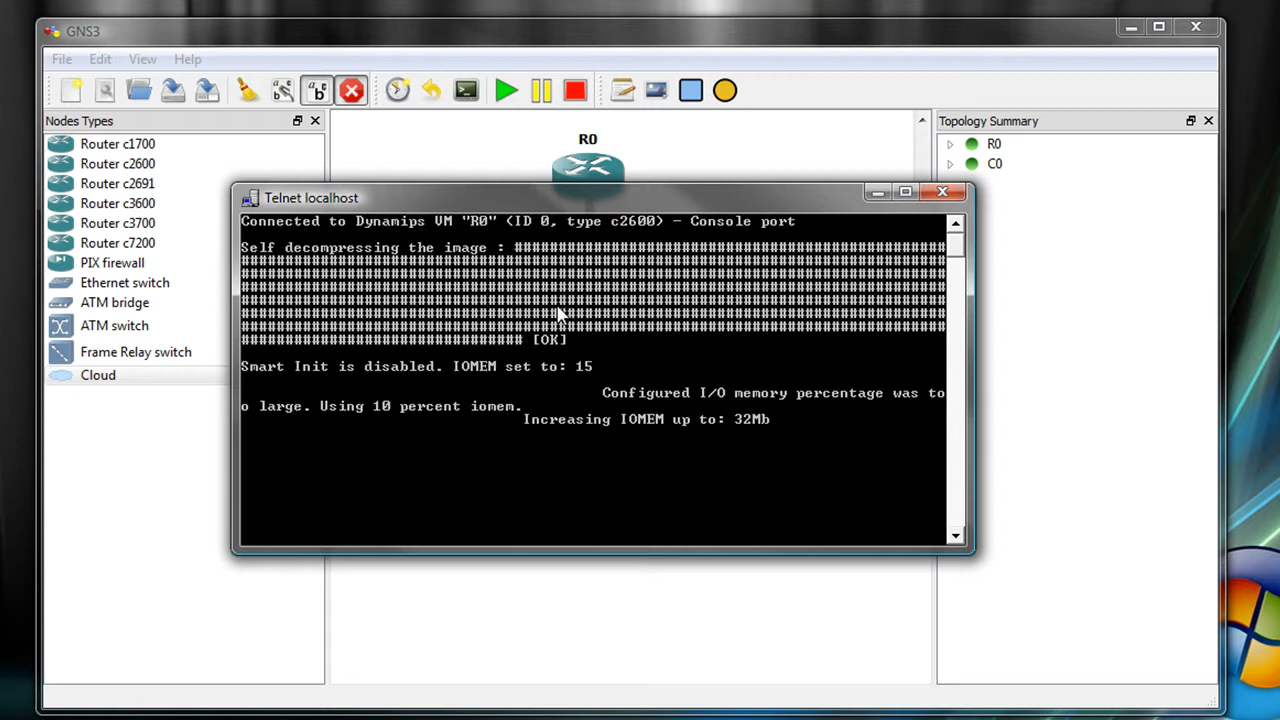 GNS3
File Edit View Help
Nodes Types
Router c1700
Router c2600
Router c2691
Router c3600
Router c3700
Router c7200
PIX firewall
Ethernet switch
ATM bridge
ATM switch
Frame Relay switch
Cloud
R0
Topology Summary
R0
C0
Telnet localhost
Connected to Dynamips VM "R0" (ID 0, type c2600) - Console port
Self decompressing the image : #################################################
################################################################################
################################################################################
################################################################################
################################################################################
################################################################################
################################################################################
################################ [OK]
Smart Init is disabled. IOMEM set to: 15
Configured I/O memory percentage was to
o large. Using 10 percent iomem.
Increasing IOMEM up to: 32Mb